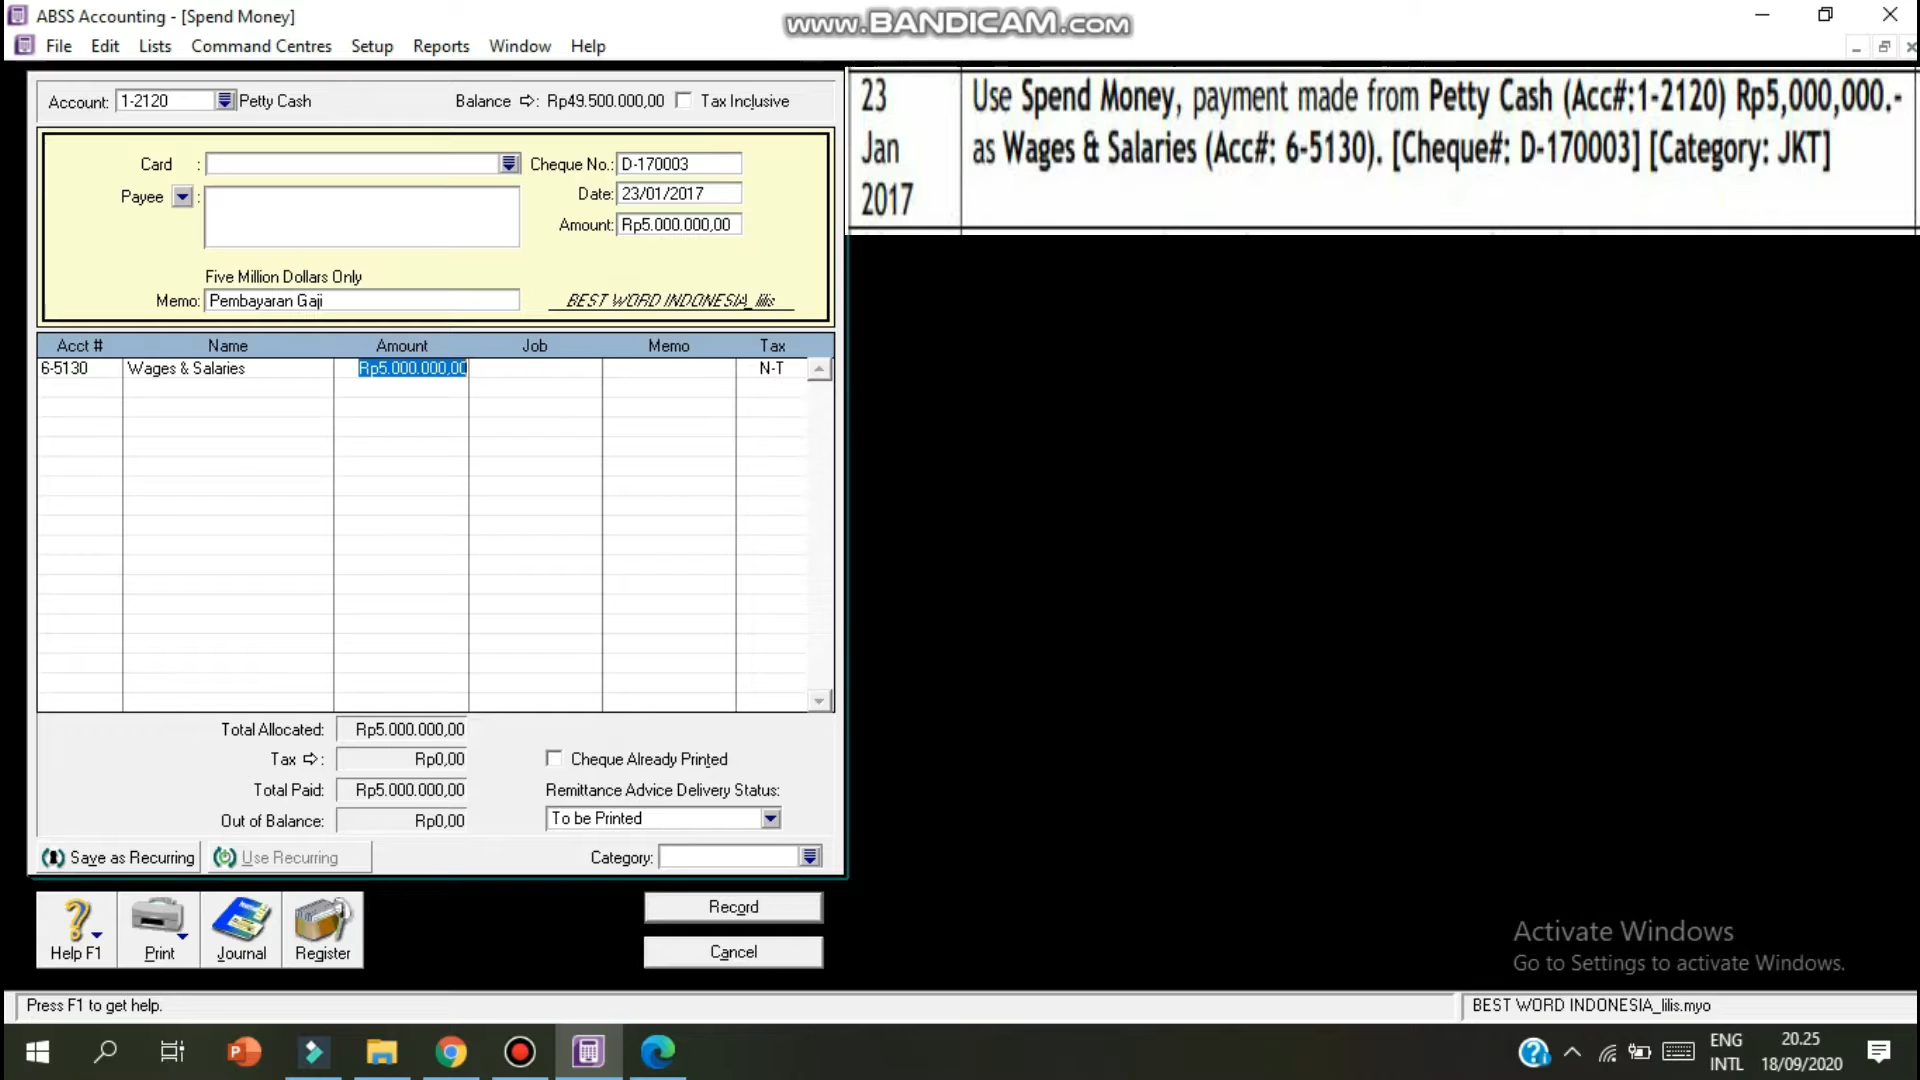 ABSS Accounting - [Spend Money]
www.BANDICAM.com
File Edit Lists Command Centres Setup Reports Window Help
Account: 1-2120 Petty Cash Balance ⇨: Rp49.500.000,00 Tax Inclusive
Card : Cheque No.: D-170003
Payee : Date: 23/01/2017
Amount: Rp5.000.000,00
Five Million Dollars Only
Memo: Pembayaran Gaji BEST WORD INDONESIA_lilis
Acct # Name Amount Job Memo Tax
6-5130 Wages & Salaries Rp5.000.000,00 N-T
Total Allocated: Rp5.000.000,00
Tax ⇨: Rp0,00 Cheque Already Printed
Total Paid: Rp5.000.000,00 Remittance Advice Delivery Status:
Out of Balance: Rp0,00 To be Printed
Save as Recurring Use Recurring Category:
Help F1 Print Journal Register
Record
Cancel
23 Use Spend Money, payment made from Petty Cash (Acc#:1-2120) Rp5,000,000.-
Jan as Wages & Salaries (Acc#: 6-5130). [Cheque#: D-170003] [Category: JKT]
2017
Activate Windows
Go to Settings to activate Windows.
Press F1 to get help. BEST WORD INDONESIA_lilis.myo
ENG 20.25
INTL 18/09/2020